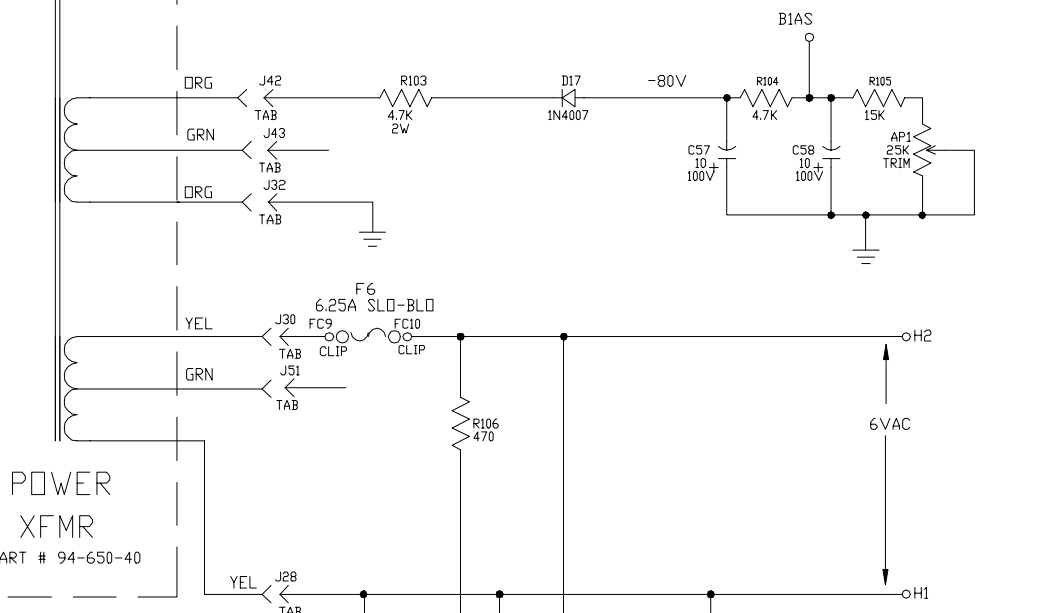 B1AS
ORG
J42
TAB
R103
4.7K
2W
D17
1N4007
-80V
R104
4.7K
R105
15K
GRN
J43
TAB
C57
10
+
100V
C58
10
+
100V
AP1
25K
TRIM
ORG
J32
TAB
F6
6.25A SLO-BLO
YEL
J30
TAB
FC9
CLIP
FC10
CLIP
H2
GRN
J51
TAB
R106
470
6VAC
POWER
XFMR
ART # 94-650-40
YEL
J28
TAB
H1